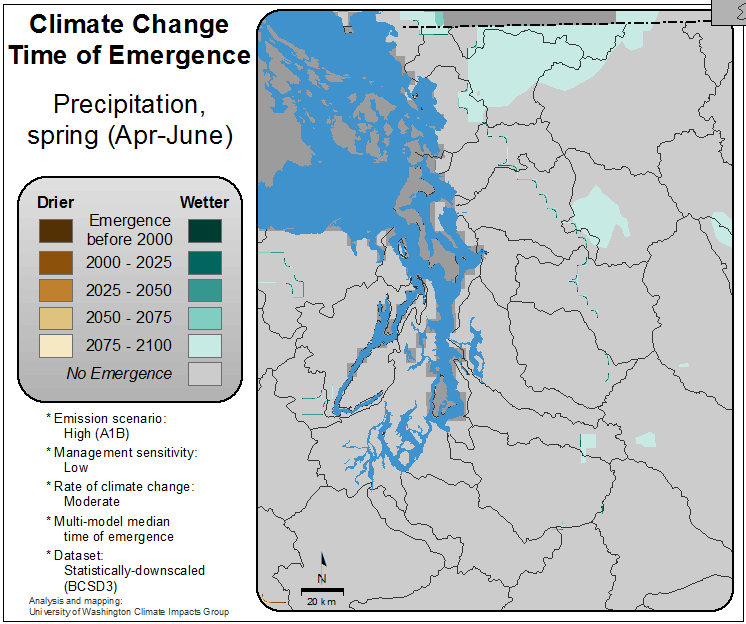 Climate Change
Time of Emergence
Precipitation,
spring (Apr-June)
Drier Wetter
Emergence
before 2000
2000 - 2025
2025 - 2050
2050 - 2075
2075 - 2100
No Emergence
* Emission scenario:
High (A1B)
* Management sensitivity:
Low
* Rate of climate change:
Moderate
* Multi-model median
time of emergence
* Dataset:
Statistically-downscaled
(BCSD3)
Analysis and mapping:
University of Washington Climate Impacts Group
N
20 km